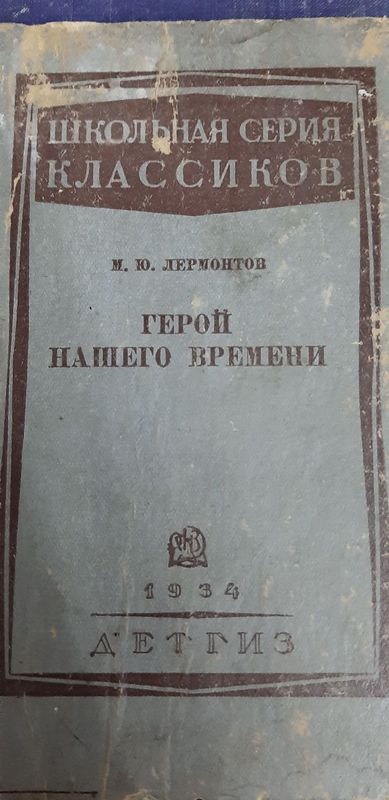 ШКОЛЬНАЯ СЕРИЯ
КЛАССИКОВ
М. Ю. ЛЕРМОНТОВ
ГЕРОЙ
НАШЕГО ВРЕМЕНИ
1934
ДЕТГИЗ